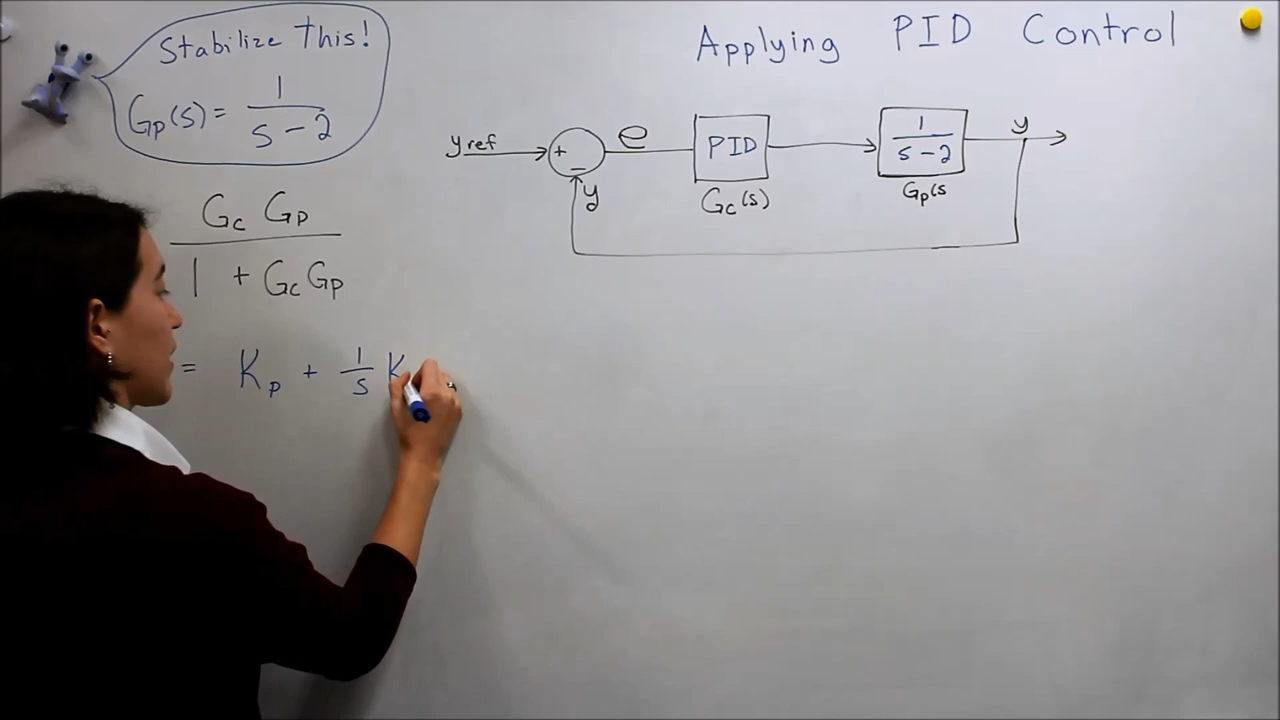 Stabilize This!
Gp(s) = 1 / s - 2
Applying PID Control
yref
+
-
e
PID
Gc(s)
1 / s - 2
Gp(s
y
y
Gc Gp
1 + Gc Gp
= Kp + 1/s K